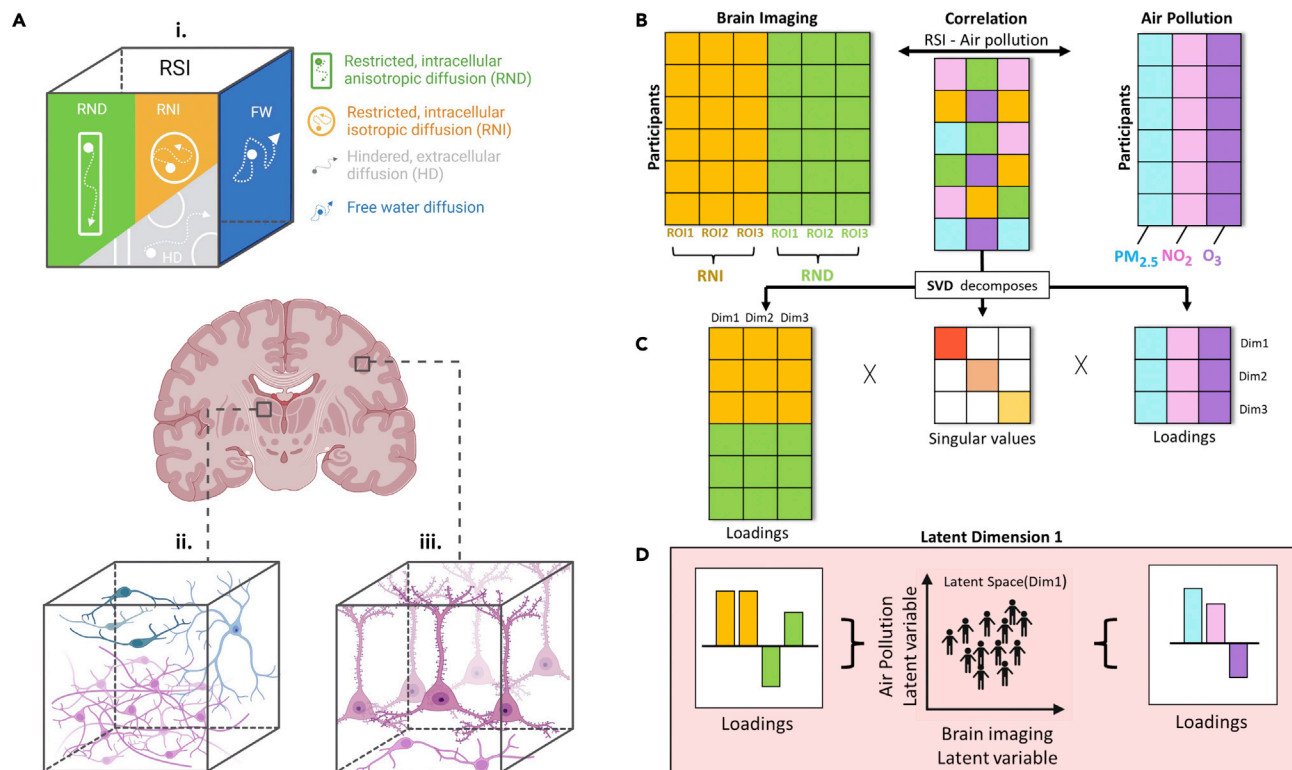 A
i.
RSI
RND
RNI
FW
HD
Restricted, intracellular
anisotropic diffusion (RND)
Restricted, intracellular
isotropic diffusion (RNI)
Hindered, extracellular
diffusion (HD)
Free water diffusion
ii.
iii.
B
Brain Imaging
Correlation
RSI - Air pollution
Air Pollution
Participants
Participants
ROI1 ROI2 ROI3 ROI1 ROI2 ROI3
RNI
RND
PM2.5 NO2 O3
SVD decomposes
C
Dim1 Dim2 Dim3
X
X
Dim1
Dim2
Dim3
Loadings
Singular values
Loadings
D
Latent Dimension 1
Latent Space(Dim1)
Air Pollution
Latent variable
Brain imaging
Latent variable
Loadings
Loadings